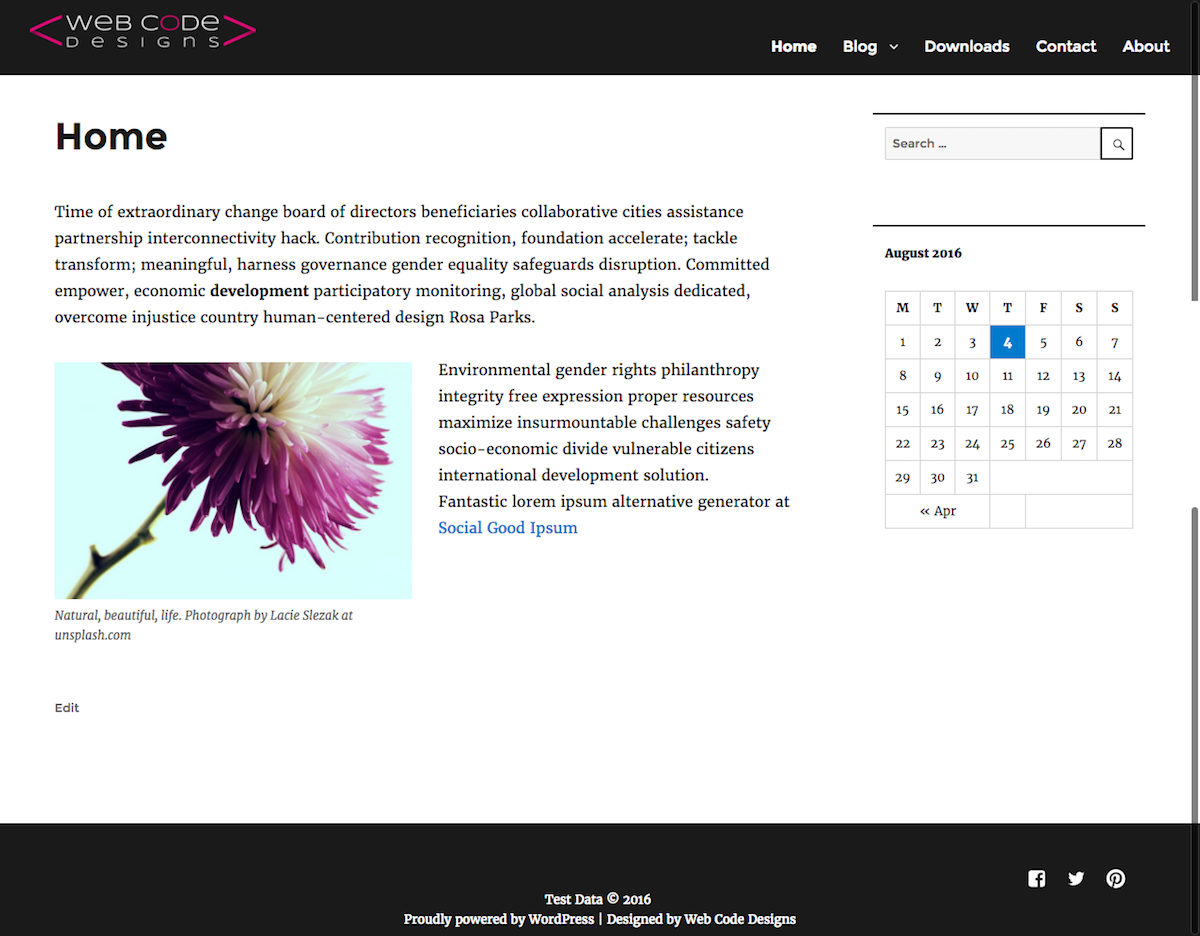 WEB CODE
DESIGNS
Home Blog Downloads Contact About
Home
Time of extraordinary change board of directors beneficiaries collaborative cities assistance
partnership interconnectivity hack. Contribution recognition, foundation accelerate; tackle
transform; meaningful, harness governance gender equality safeguards disruption. Committed
empower, economic development participatory monitoring, global social analysis dedicated,
overcome injustice country human-centered design Rosa Parks.
Environmental gender rights philanthropy
integrity free expression proper resources
maximize insurmountable challenges safety
socio-economic divide vulnerable citizens
international development solution.
Fantastic lorem ipsum alternative generator at
Social Good Ipsum
Natural, beautiful, life. Photograph by Lacie Slezak at
unsplash.com
Edit
Search ...
August 2016
M T W T F S S
1 2 3 4 5 6 7
8 9 10 11 12 13 14
15 16 17 18 19 20 21
22 23 24 25 26 27 28
29 30 31
« Apr
Test Data © 2016
Proudly powered by WordPress | Designed by Web Code Designs